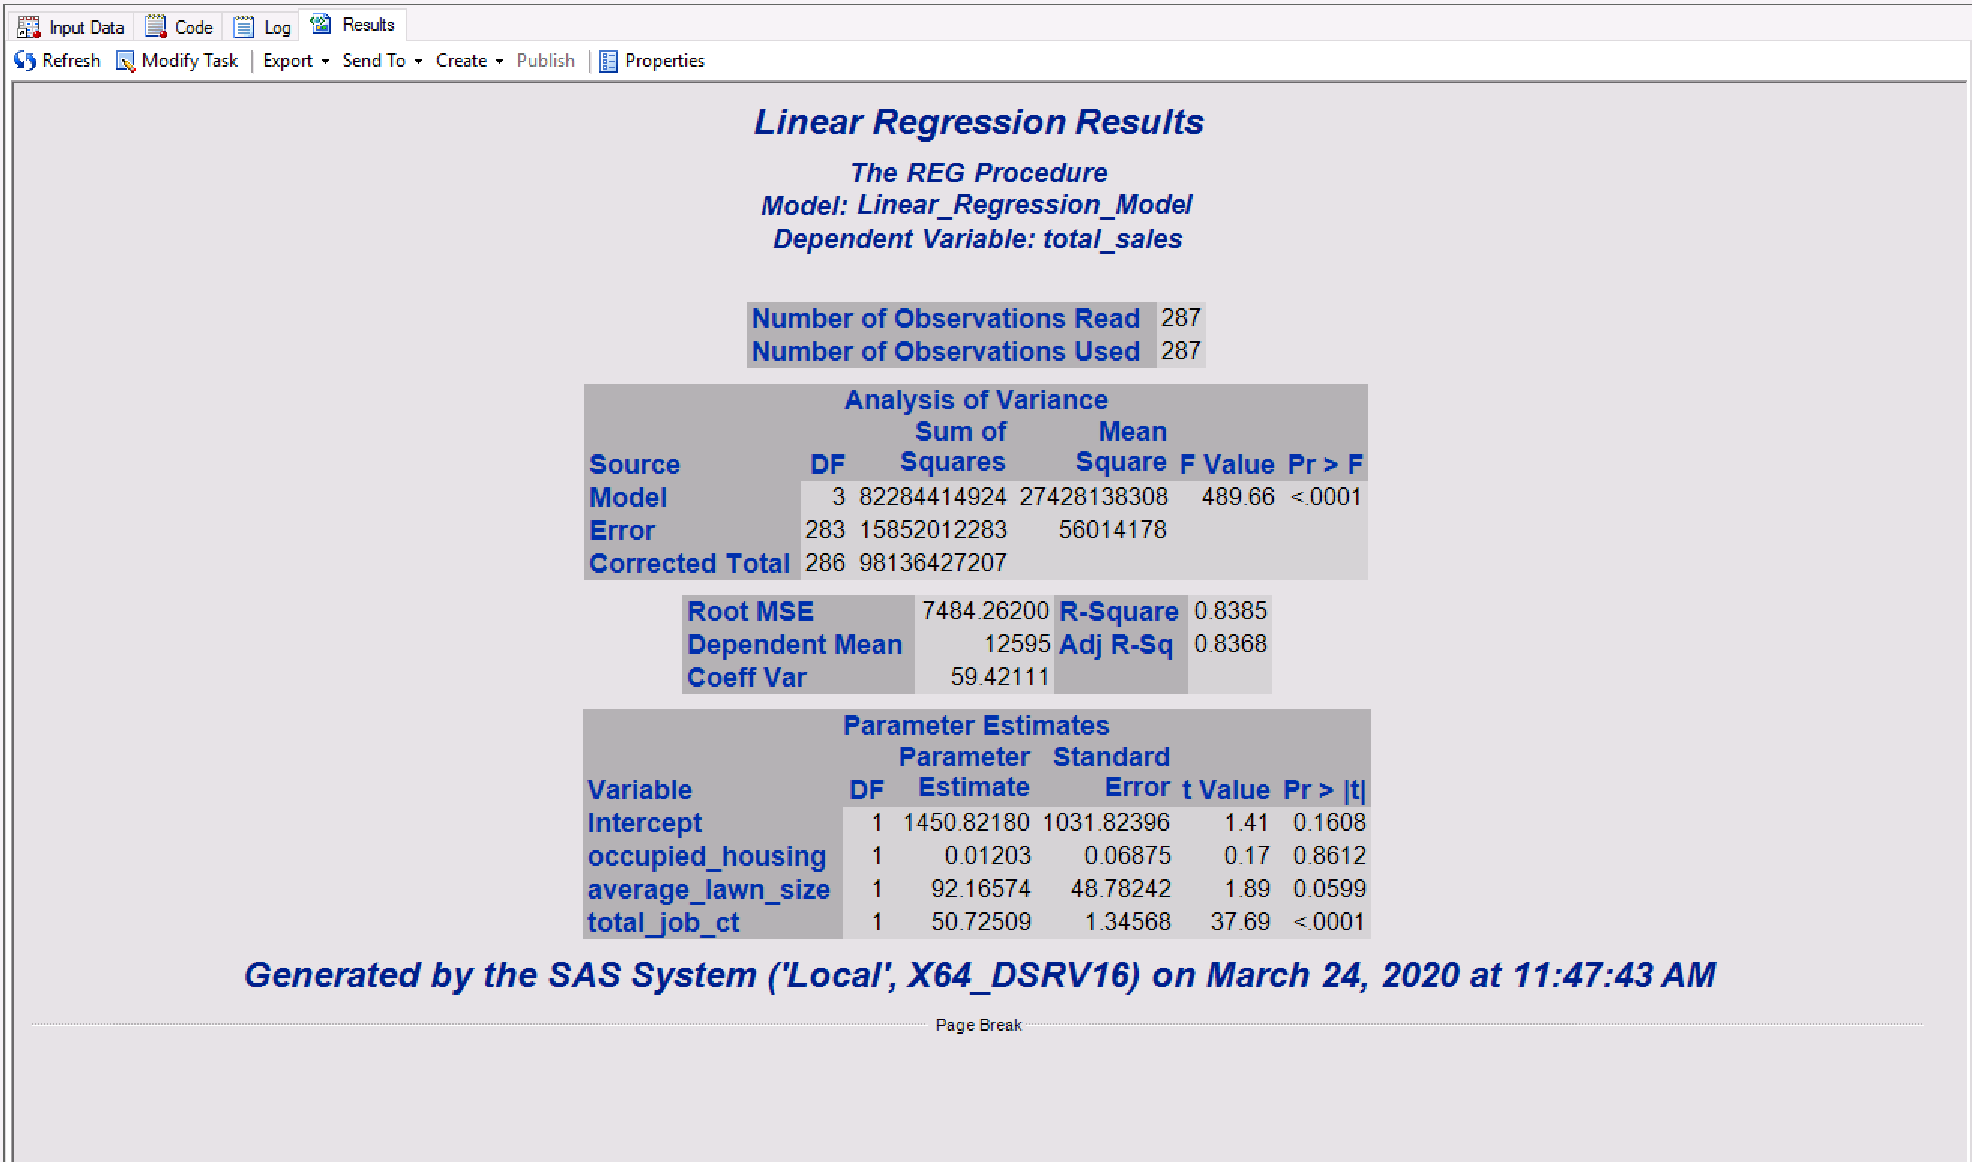 Input Data Code Log Results
Refresh Modify Task Export Send To Create Publish Properties
Linear Regression Results
The REG Procedure
Model: Linear_Regression_Model
Dependent Variable: total_sales
Number of Observations Read 287
Number of Observations Used 287
Analysis of Variance
Sum of Mean
Source DF Squares Square F Value Pr > F
Model 3 82284414924 27428138308 489.66 <.0001
Error 283 15852012283 56014178
Corrected Total 286 98136427207
Root MSE 7484.26200 R-Square 0.8385
Dependent Mean 12595 Adj R-Sq 0.8368
Coeff Var 59.42111
Parameter Estimates
Parameter Standard
Variable DF Estimate Error t Value Pr > |t|
Intercept 1 1450.82180 1031.82396 1.41 0.1608
occupied_housing 1 0.01203 0.06875 0.17 0.8612
average_lawn_size 1 92.16574 48.78242 1.89 0.0599
total_job_ct 1 50.72509 1.34568 37.69 <.0001
Generated by the SAS System ('Local', X64_DSRV16) on March 24, 2020 at 11:47:43 AM
Page Break